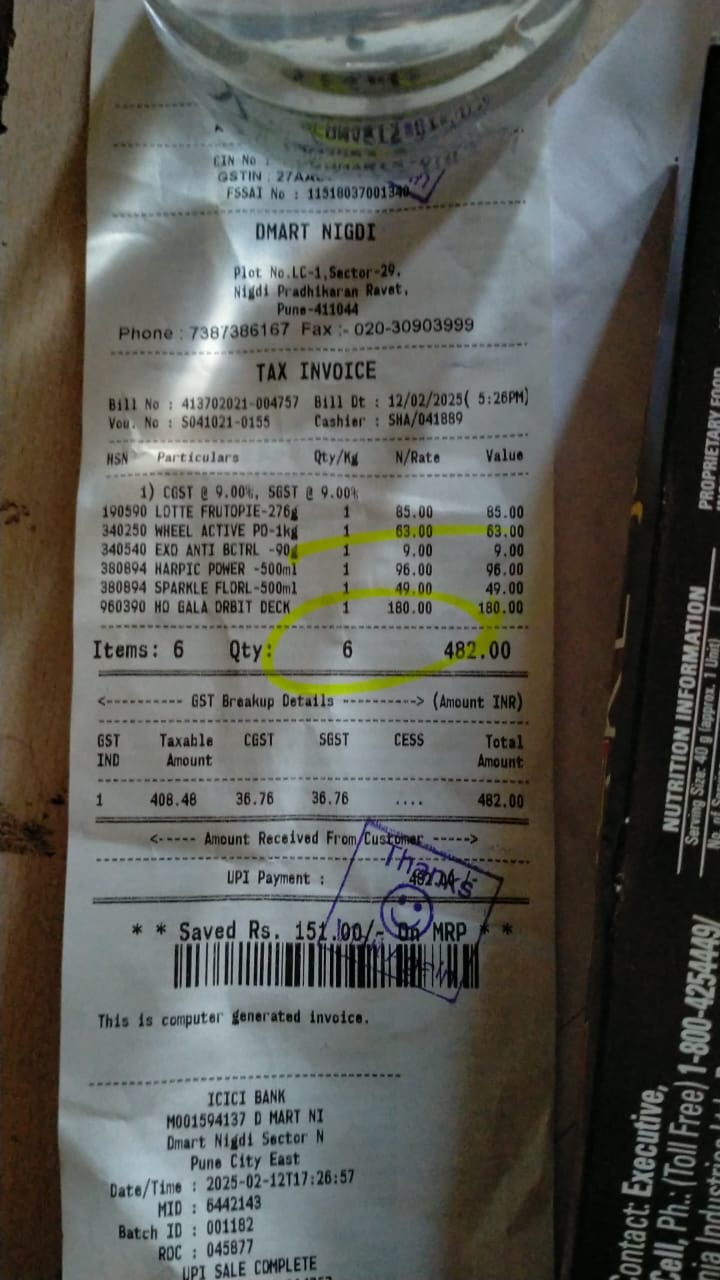 CIN No :
GSTIN : 27AA
FSSAI No : 11518037001340
DMART NIGDI
Plot No.LC-1,Sector-29,
Nigdi Pradhikaran Ravet,
Pune-411044
Phone : 7387386167 Fax :- 020-30903999
TAX INVOICE
Bill No : 413702021-004757 Bill Dt : 12/02/2025( 5:26PM)
Vou. No : S041021-0155 Cashier : SHA/041889
HSN Particulars Qty/Kg N/Rate Value
1) CGST @ 9.00%, SGST @ 9.00%
190590 LOTTE FRUTOPIE-276g 1 85.00 85.00
340250 WHEEL ACTIVE PO-1kg 1 63.00 63.00
340540 EXO ANTI BCTRL -90g 1 9.00 9.00
380894 HARPIC POWER -500ml 1 96.00 96.00
380894 SPARKLE FLORL-500ml 1 49.00 49.00
960390 HO GALA ORBIT DECK 1 180.00 180.00
Items: 6 Qty: 6 482.00
<---------- GST Breakup Details ----------> (Amount INR)
GST Taxable CGST SGST CESS Total
IND Amount Amount
1 408.48 36.76 36.76 .... 482.00
<----- Amount Received From Customer ----->
UPI Payment : 482.00
Thanks
* * Saved Rs. 151.00/- On MRP * *
This is computer generated invoice.
ICICI BANK
M001594137 D MART NI
Dmart Nigdi Sector N
Pune City East
Date/Time : 2025-02-12T17:26:57
MID : 6442143
Batch ID : 001182
ROC : 045877
UPI SALE COMPLETE
PROPRIETARY FOOD
NUTRITION INFORMATION
Serving Size: 40 g (approx. 1 Unit)
No. of
Contact: Executive,
Cell, Ph.: (Toll Free) 1-800-4254449/